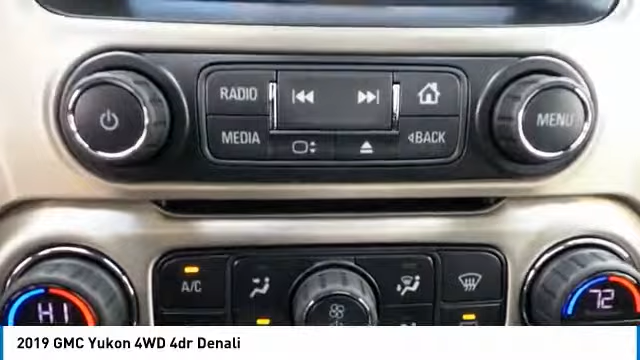 RADIO
MEDIA
BACK
MENU
A/C
HI
72
2019 GMC Yukon 4WD 4dr Denali